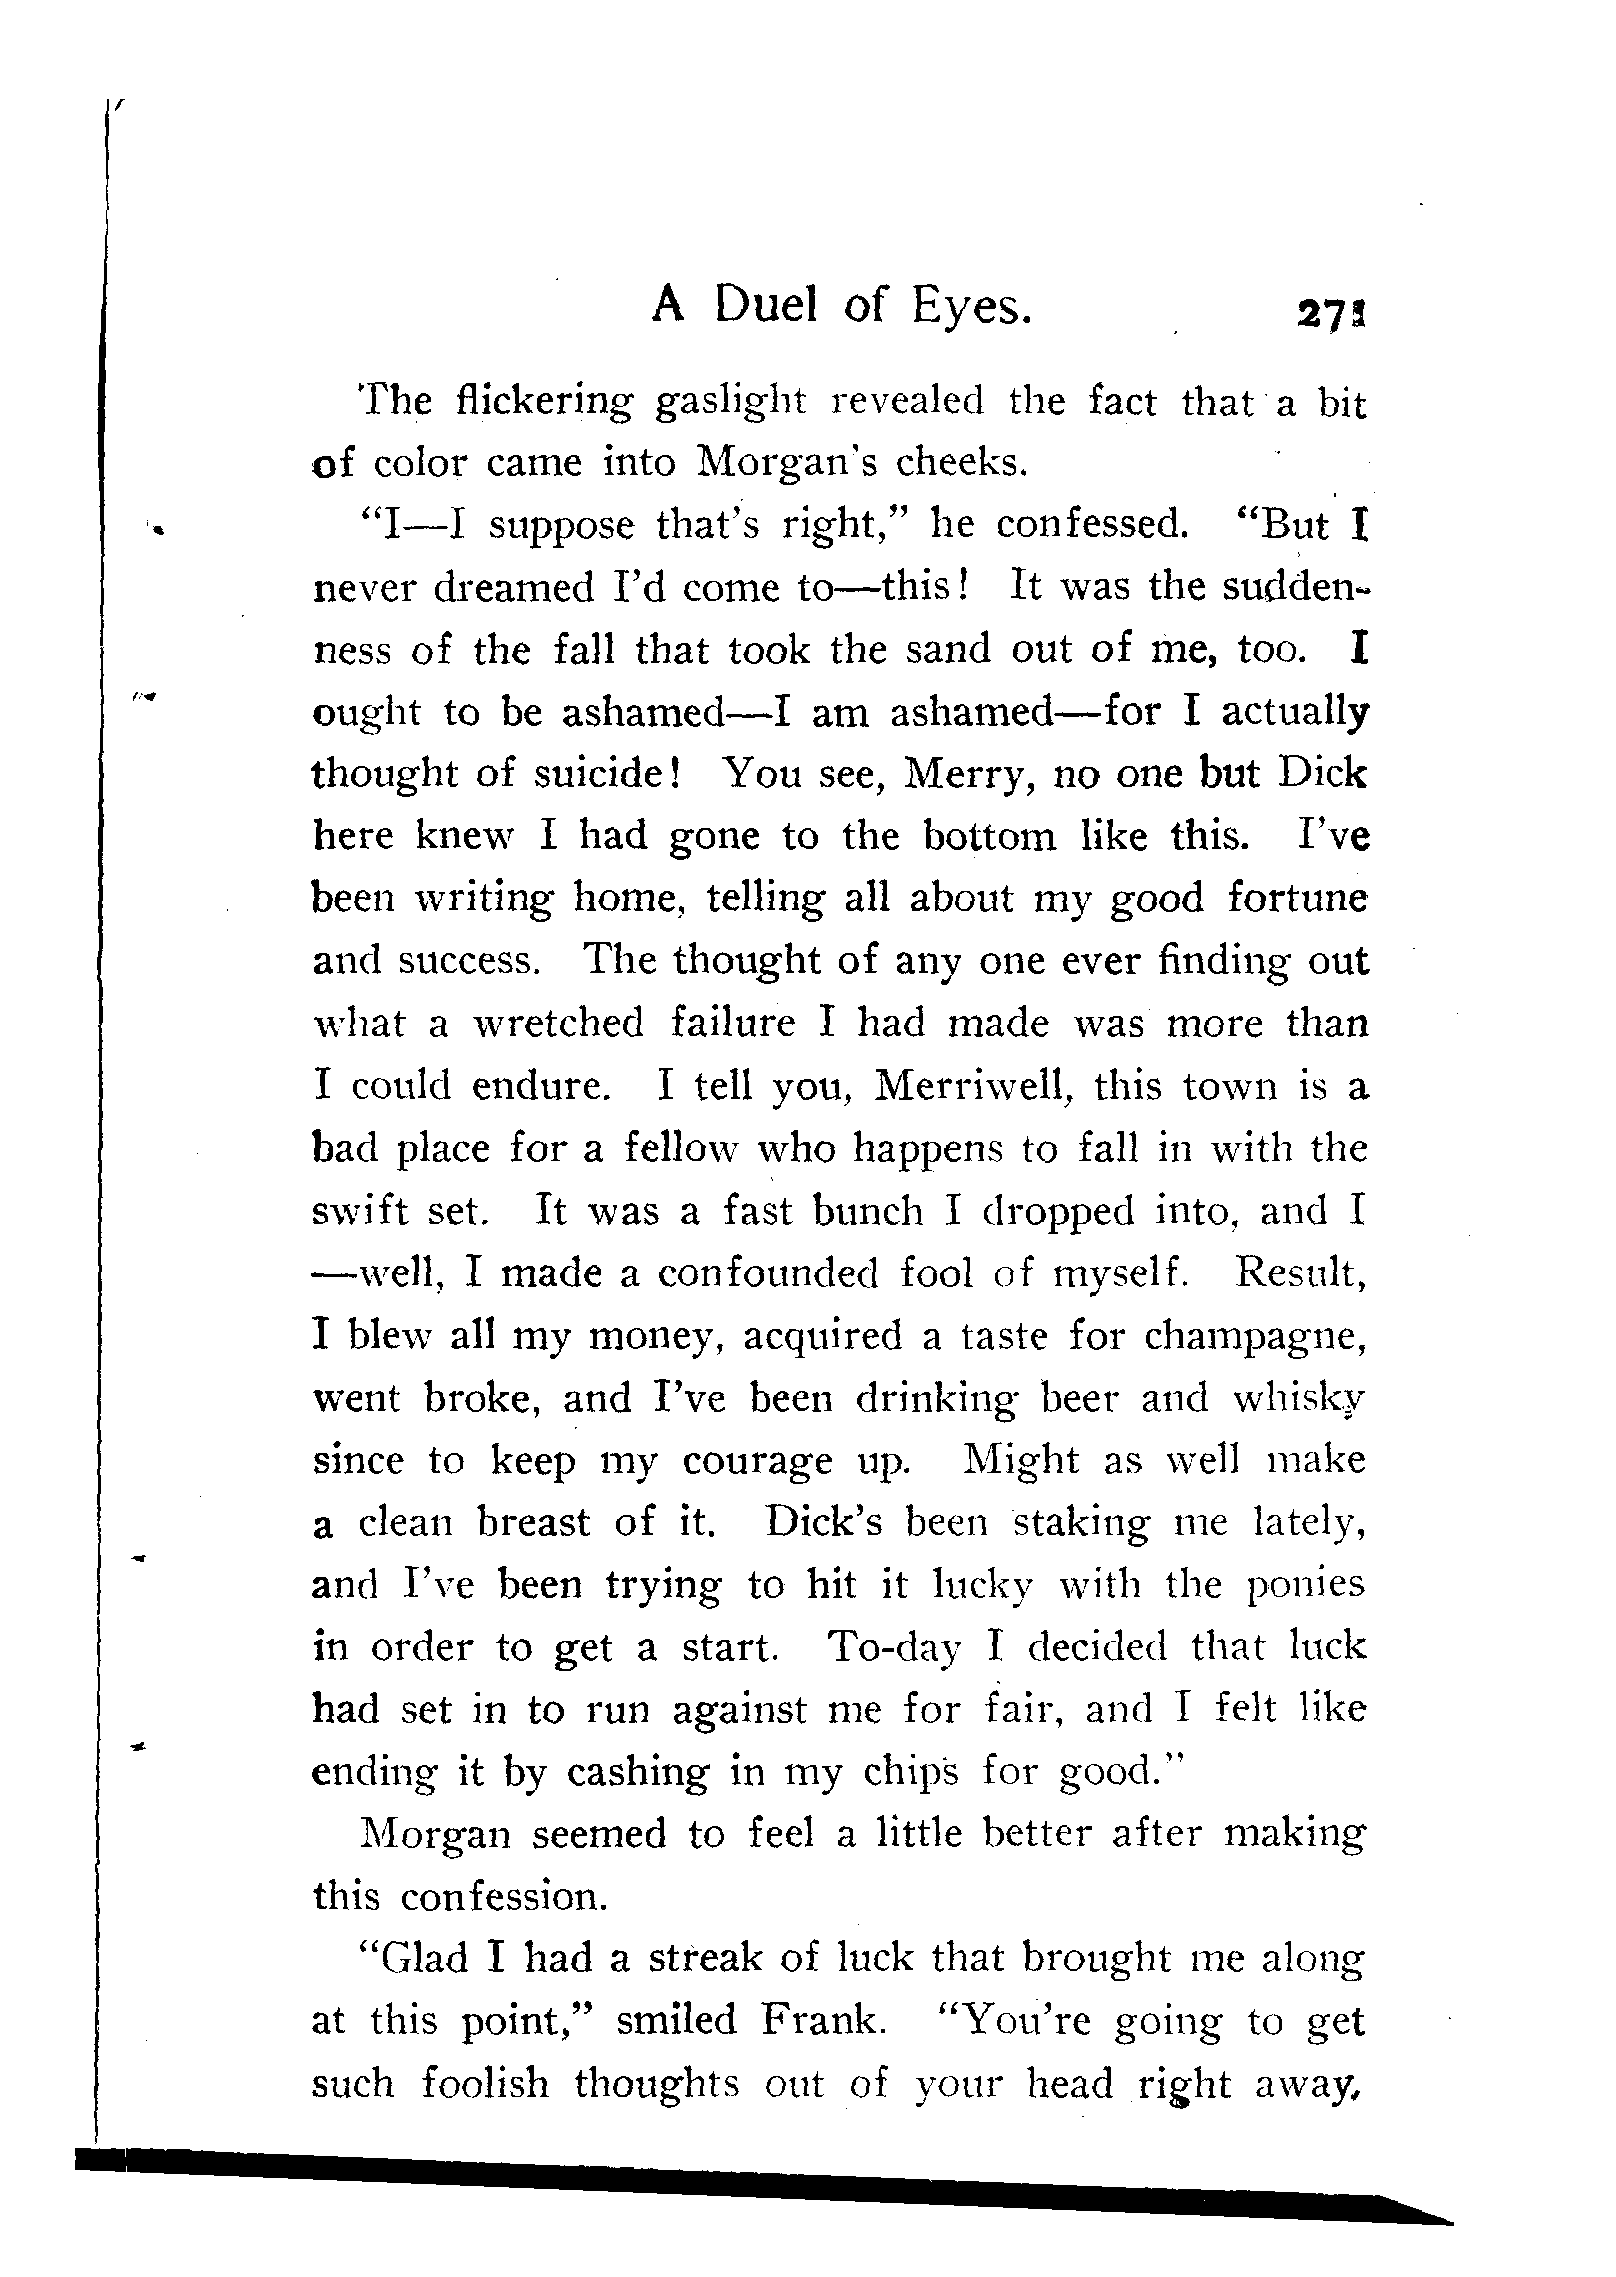 A Duel of Eyes. 271
The flickering gaslight revealed the fact that a bit
of color came into Morgan's cheeks.
"I—I suppose that's right," he confessed. "But I
never dreamed I'd come to—this! It was the sudden-
ness of the fall that took the sand out of me, too. I
ought to be ashamed—I am ashamed—for I actually
thought of suicide! You see, Merry, no one but Dick
here knew I had gone to the bottom like this. I've
been writing home, telling all about my good fortune
and success. The thought of any one ever finding out
what a wretched failure I had made was more than
I could endure. I tell you, Merriwell, this town is a
bad place for a fellow who happens to fall in with the
swift set. It was a fast bunch I dropped into, and I
—well, I made a confounded fool of myself. Result,
I blew all my money, acquired a taste for champagne,
went broke, and I've been drinking beer and whisky
since to keep my courage up. Might as well make
a clean breast of it. Dick's been staking me lately,
and I've been trying to hit it lucky with the ponies
in order to get a start. To-day I decided that luck
had set in to run against me for fair, and I felt like
ending it by cashing in my chips for good."
Morgan seemed to feel a little better after making
this confession.
"Glad I had a streak of luck that brought me along
at this point," smiled Frank. "You're going to get
such foolish thoughts out of your head right away,